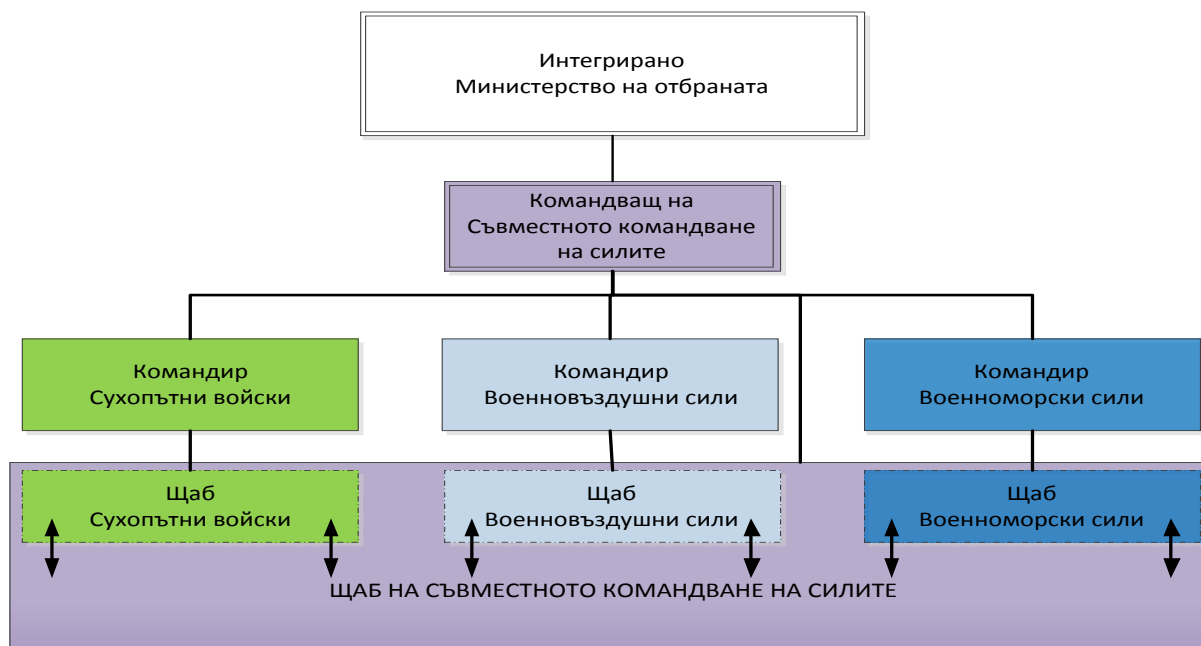 Интегрирано
Министерство на отбраната
Командващ на
Съвместното командване
на силите
Командир
Сухопътни войски
Командир
Военновъздушни сили
Командир
Военноморски сили
Щаб
Сухопътни войски
Щаб
Военновъздушни сили
Щаб
Военноморски сили
ЩАБ НА СЪВМЕСТНОТО КОМАНДВАНЕ НА СИЛИТЕ